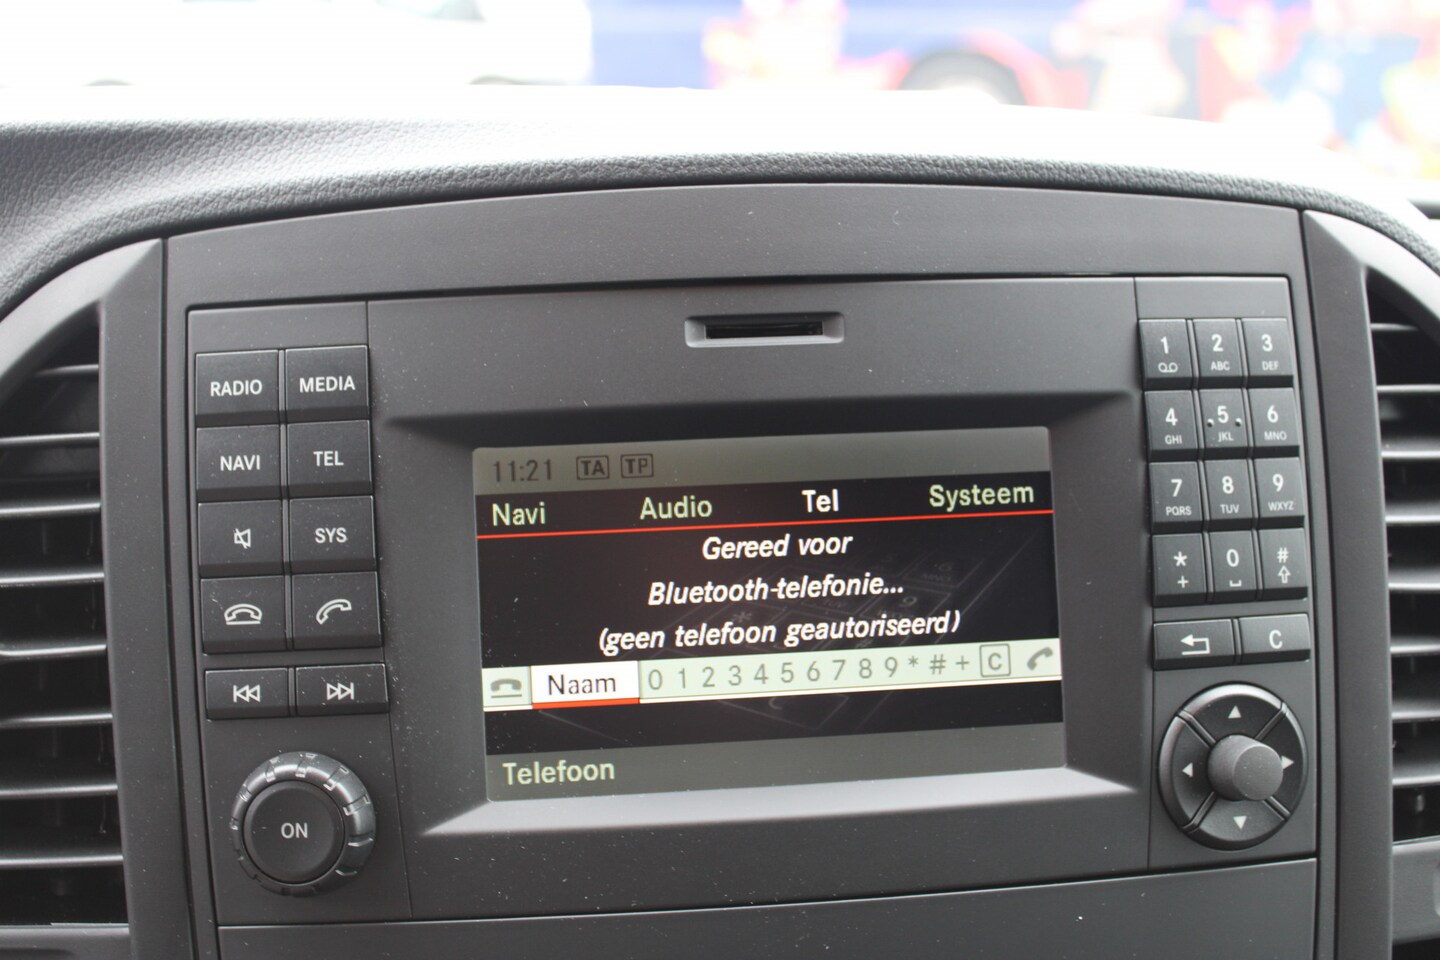 RADIO MEDIA
NAVI TEL
SYS
ON
11:21 TA TP
Navi Audio Tel Systeem
Gereed voor
Bluetooth-telefonie...
(geen telefoon geautoriseerd)
Naam 0 1 2 3 4 5 6 7 8 9 * # + C
Telefoon
1 2 3
ABC DEF
4 5 6
GHI JKL MNO
7 8 9
PQRS TUV WXYZ
* 0 #
+
C